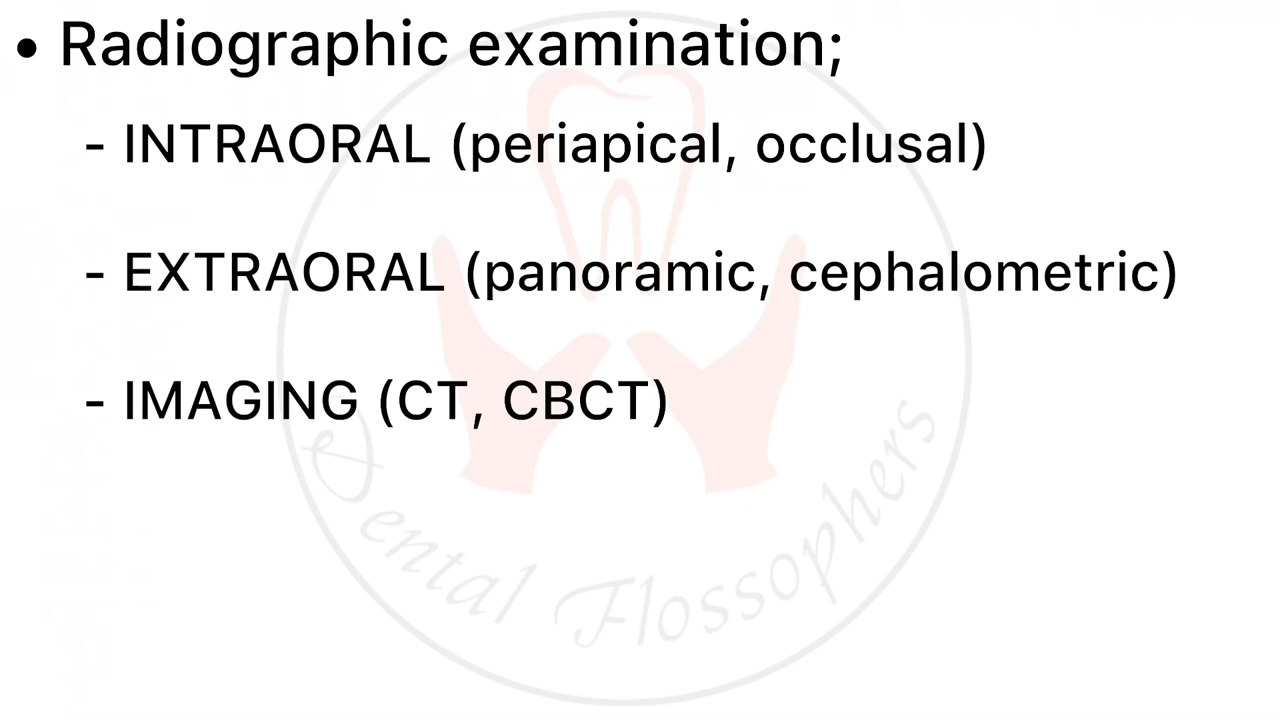 • Radiographic examination;
- INTRAORAL (periapical, occlusal)
- EXTRAORAL (panoramic, cephalometric)
- IMAGING (CT, CBCT)
Dental Flossophers